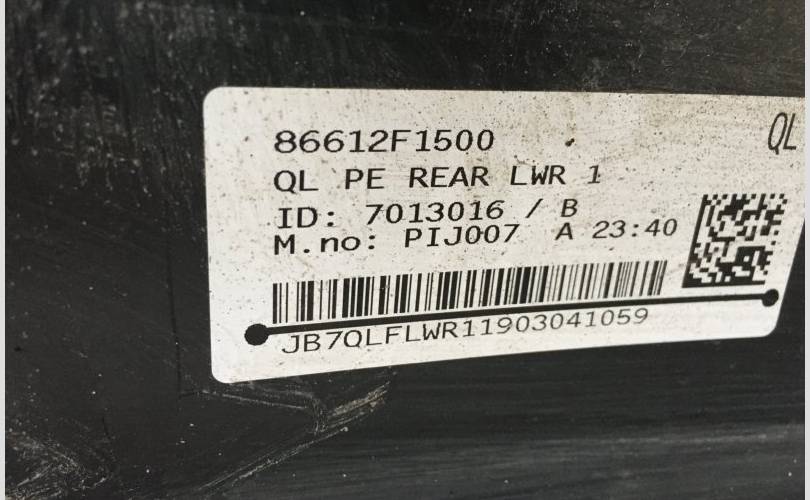 86612F1500
QL
QL PE REAR LWR 1
ID: 7013016 / B
M.no: PIJ007 A 23:40
JB7QLFLWR11903041059